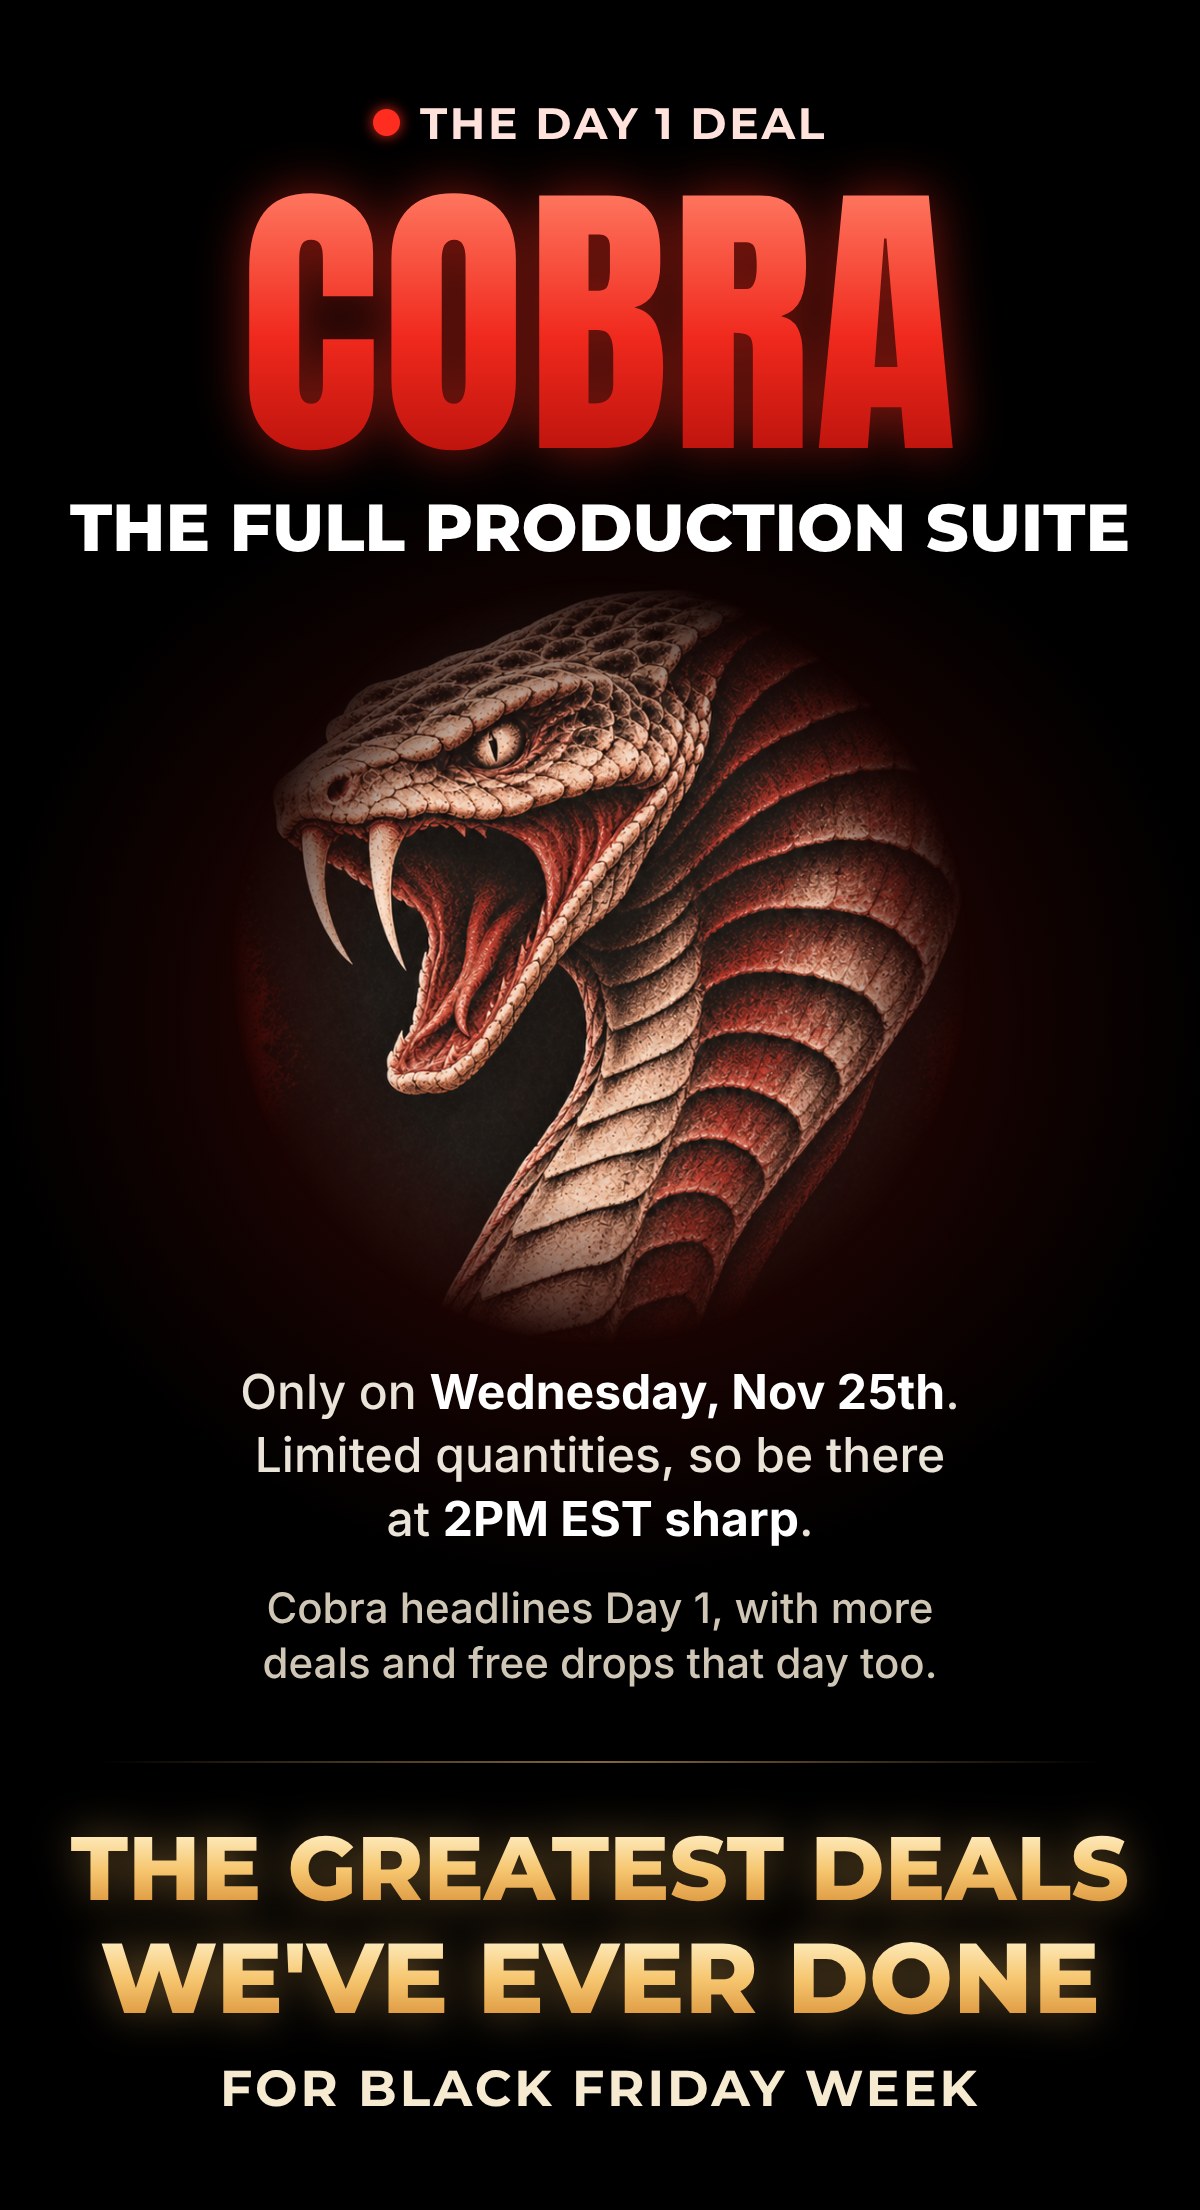 THE DAY 1 DEAL
COBRA
THE FULL PRODUCTION SUITE
Only on Wednesday, Nov 25th.
Limited quantities, so be there
at 2PM EST sharp.
Cobra headlines Day 1, with more
deals and free drops that day too.
THE GREATEST DEALS
WE'VE EVER DONE
FOR BLACK FRIDAY WEEK